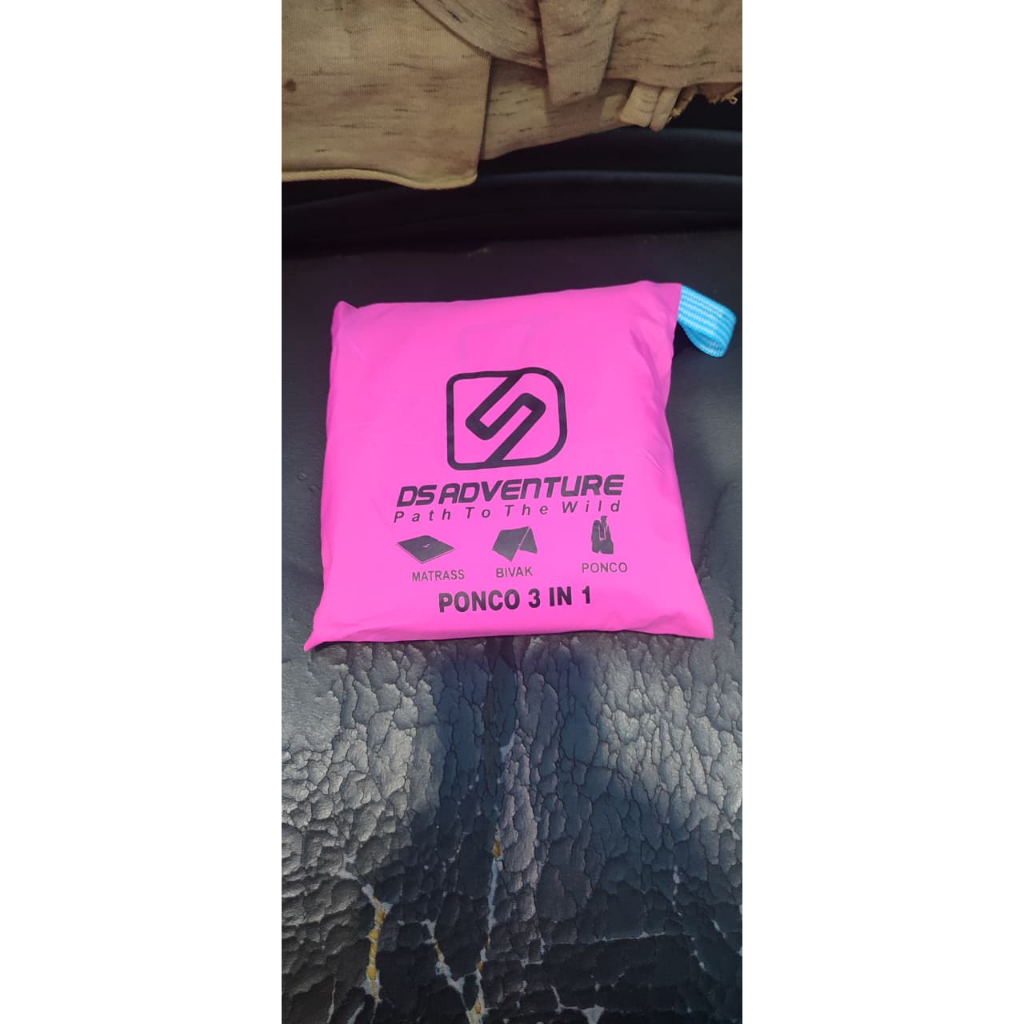 DS ADVENTURE
Path To The Wild
MATRASS BIVAK PONCO
PONCO 3 IN 1